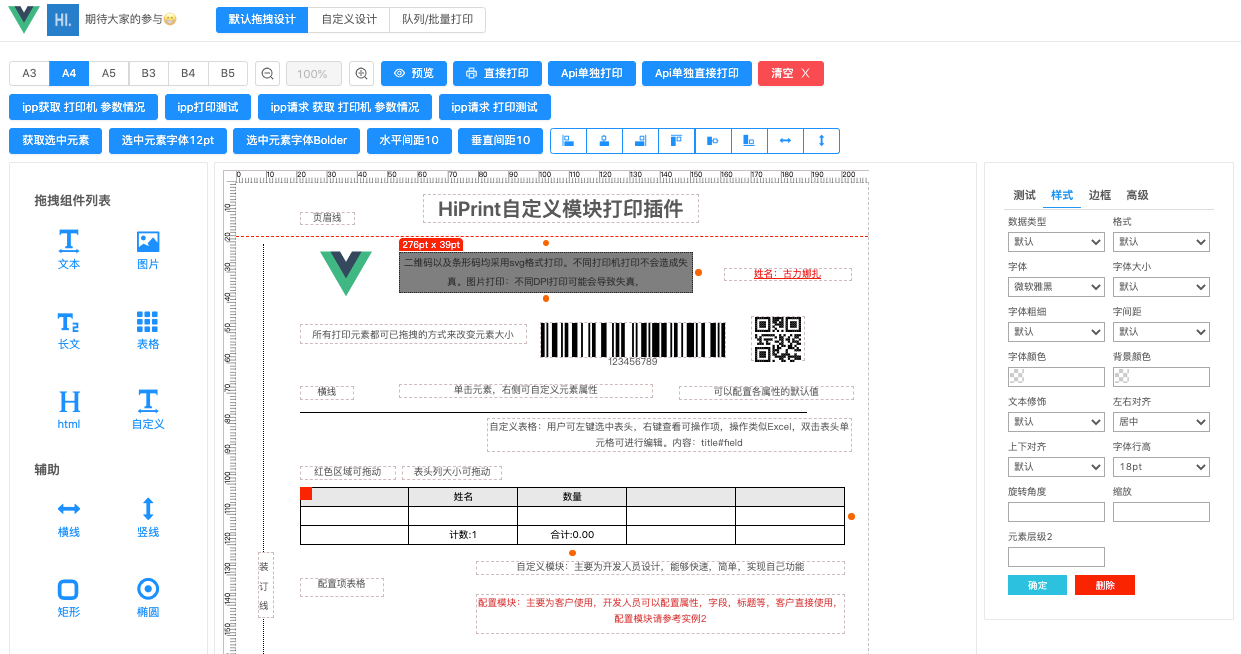 HI. 期待大家的参与😁 默认拖拽设计 自定义设计 队列/批量打印
A3 A4 A5 B3 B4 B5 100% 预览 直接打印 Api单独打印 Api单独直接打印 清空 X
ipp获取 打印机 参数情况 ipp打印测试 ipp请求 获取 打印机 参数情况 ipp请求 打印测试
获取选中元素 选中元素字体12pt 选中元素字体Bolder 水平间距10 垂直间距10
拖拽组件列表
文本 图片
长文 表格
H
html 自定义
辅助
横线 竖线
矩形 椭圆
0 10 20 30 40 50 60 70 80 90 100 110 120 130 140 150 160 170 180 190 200
10
20
30
40
50
60
70
80
90
100
110
120
130
140
150
页眉线 HiPrint自定义模块打印插件
276pt x 39pt
二维码以及条形码均采用svg格式打印。不同打印机打印不会造成失
真。图片打印：不同DPI打印可能会导致失真，
姓名：古力娜扎
所有打印元素都可已拖拽的方式来改变元素大小
123456789
横线 单击元素，右侧可自定义元素属性 可以配置各属性的默认值
自定义表格：用户可左键选中表头，右键查看可操作项，操作类似Excel，双击表头单
元格可进行编辑。内容：title#field
红色区域可拖动 表头列大小可拖动
姓名 数量
计数:1 合计:0.00
装
订
线
自定义模块：主要为开发人员设计，能够快速，简单，实现自己功能
配置项表格
配置模块：主要为客户使用，开发人员可以配置属性，字段，标题等，客户直接使用，
配置模块请参考实例2
测试 样式 边框 高级
数据类型 格式
默认 默认
字体 字体大小
微软雅黑 默认
字体粗细 字间距
默认 默认
字体颜色 背景颜色
文本修饰 左右对齐
默认 居中
上下对齐 字体行高
默认 18pt
旋转角度 缩放
元素层级2
确定 删除